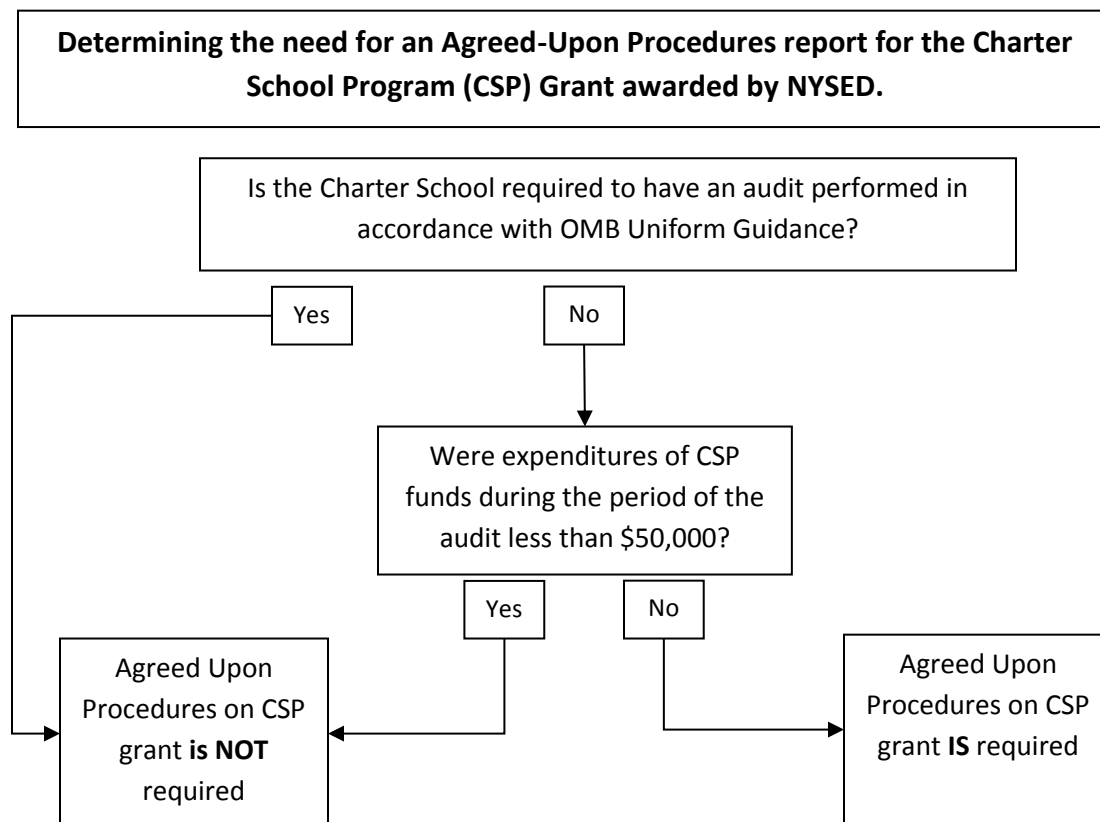 Determining the need for an Agreed-Upon Procedures report for the Charter
School Program (CSP) Grant awarded by NYSED.
Is the Charter School required to have an audit performed in
accordance with OMB Uniform Guidance?
Yes
No
Were expenditures of CSP
funds during the period of the
audit less than $50,000?
Yes
No
Agreed Upon
Procedures on CSP
grant is NOT
required
Agreed Upon
Procedures on CSP
grant IS required